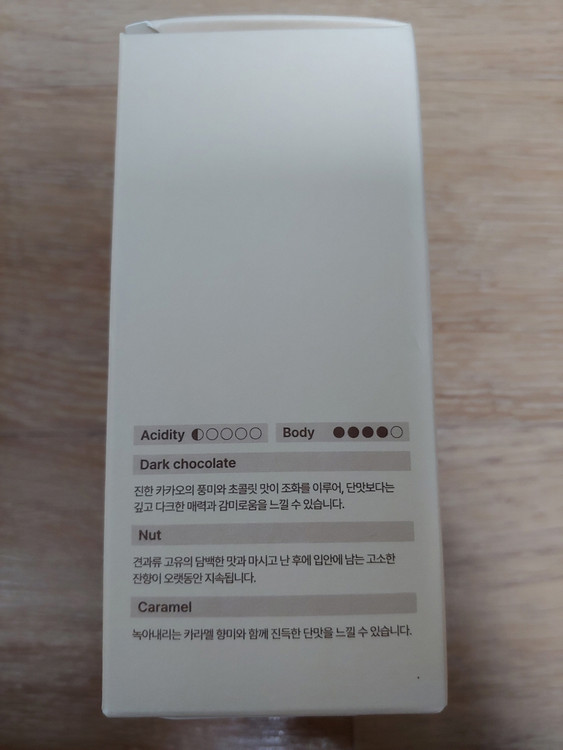 Acidity ◐○○○○ Body ●●●●○
Dark chocolate
진한 카카오의 풍미와 초콜릿 맛이 조화를 이루어, 단맛보다는
깊고 다크한 매력과 감미로움을 느낄 수 있습니다.
Nut
견과류 고유의 담백한 맛과 마시고 난 후에 입안에 남는 고소한
잔향이 오랫동안 지속됩니다.
Caramel
녹아내리는 카라멜 향미와 함께 진득한 단맛을 느낄 수 있습니다.